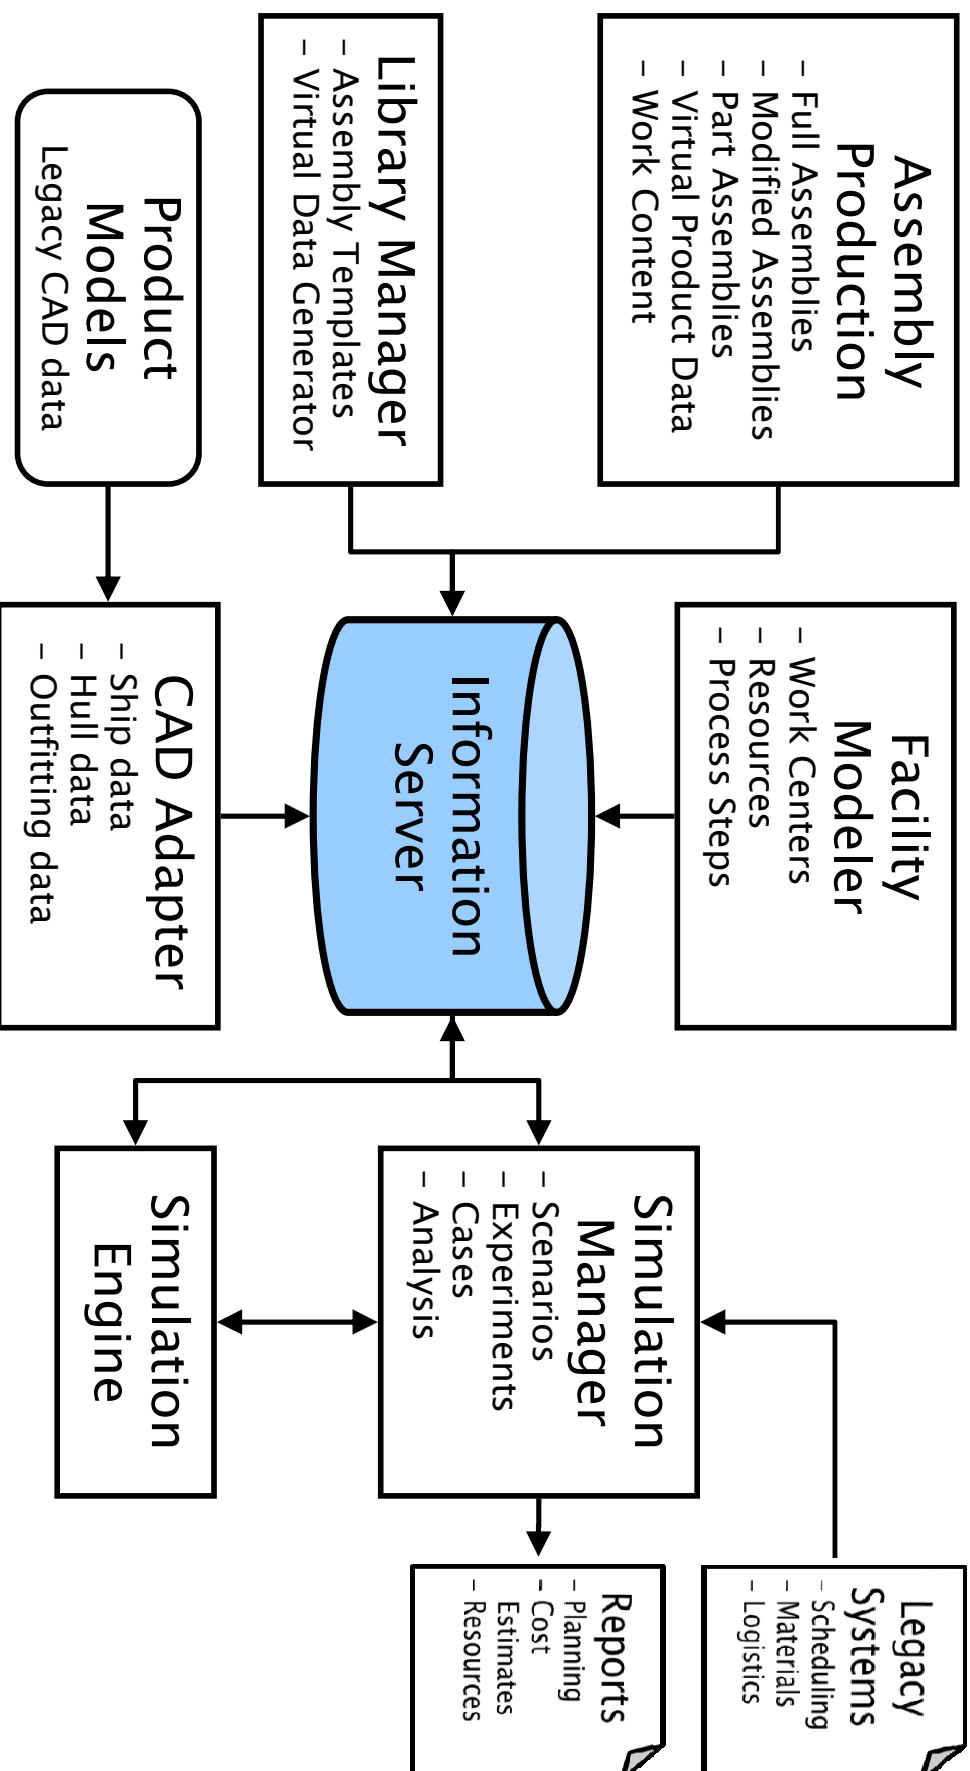 Assembly
Production
– Full Assemblies
– Modified Assemblies
– Part Assemblies
– Virtual Product Data
– Work Content
Library Manager
– Assembly Templates
– Virtual Data Generator
Product
Models
Legacy CAD data
Facility
Modeler
– Work Centers
– Resources
– Process Steps
Information
Server
CAD Adapter
– Ship data
– Hull data
– Outfitting data
Simulation
Manager
– Scenarios
– Experiments
– Cases
– Analysis
Simulation
Engine
Legacy
Systems
– Scheduling
– Materials
– Logistics
Reports
– Planning
– Cost
Estimates
– Resources